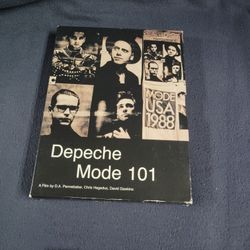 MODE
USA
1988
Depeche
Mode 101
A Film by D.A. Pennebaker, Chris Hegedus, David Dawkins